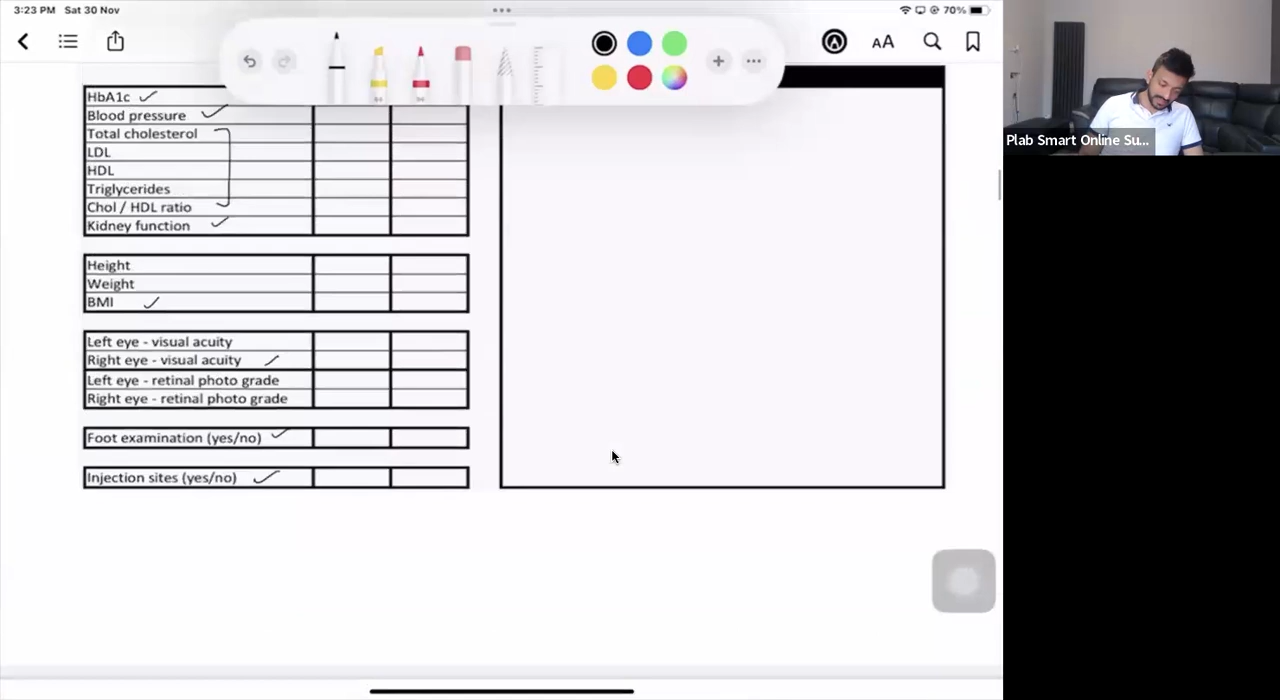 3:23 PM Sat 30 Nov
70%
AA
HbA1c
Blood pressure
Total cholesterol
LDL
HDL
Triglycerides
Chol / HDL ratio
Kidney function
Height
Weight
BMI
Left eye - visual acuity
Right eye - visual acuity
Left eye - retinal photo grade
Right eye - retinal photo grade
Foot examination (yes/no)
Injection sites (yes/no)
Plab Smart Online Su...